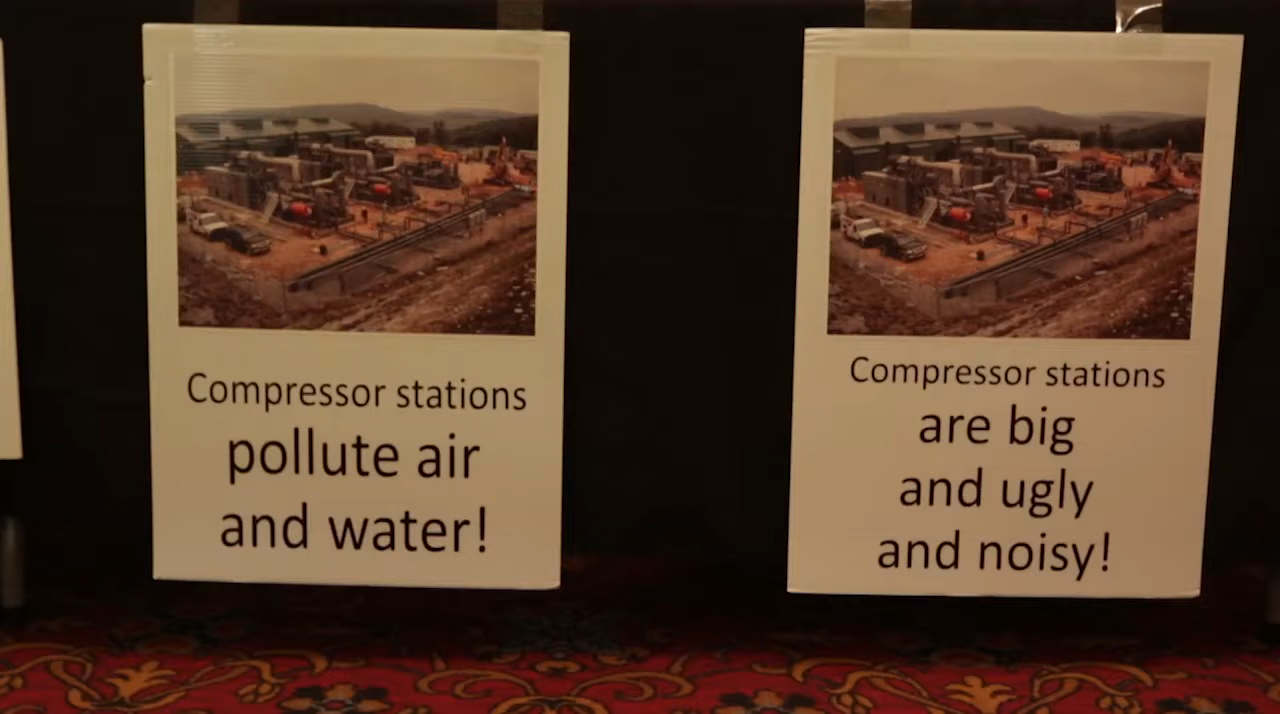 Compressor stations
pollute air
and water!
Compressor stations
are big
and ugly
and noisy!